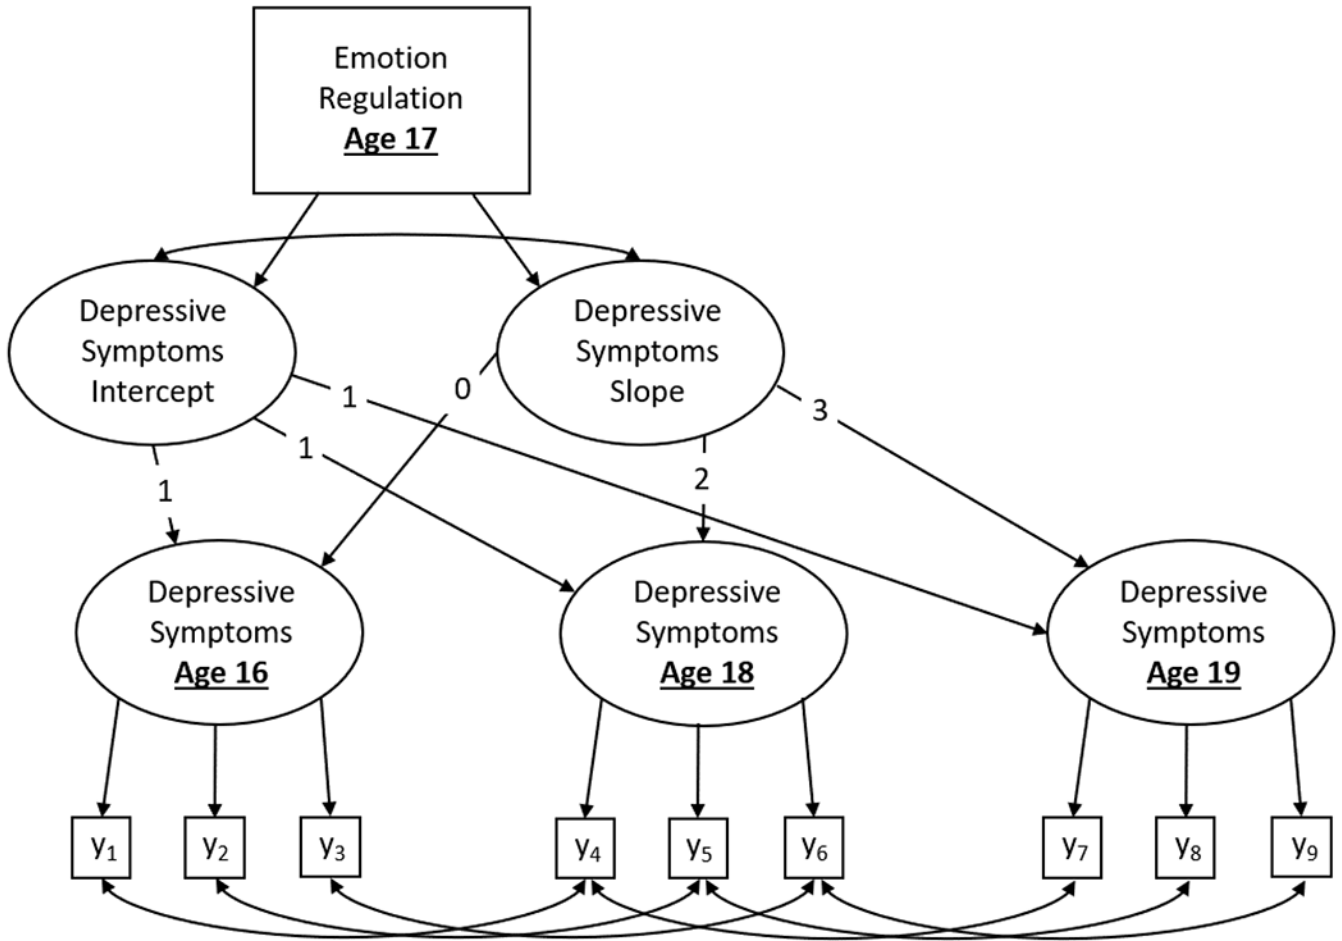 Emotion
Regulation
Age 17
Depressive
Symptoms
Intercept
Depressive
Symptoms
Slope
1
0
3
1
2
1
Depressive
Symptoms
Age 16
Depressive
Symptoms
Age 18
Depressive
Symptoms
Age 19
y1
y2
y3
y4
y5
y6
y7
y8
y9